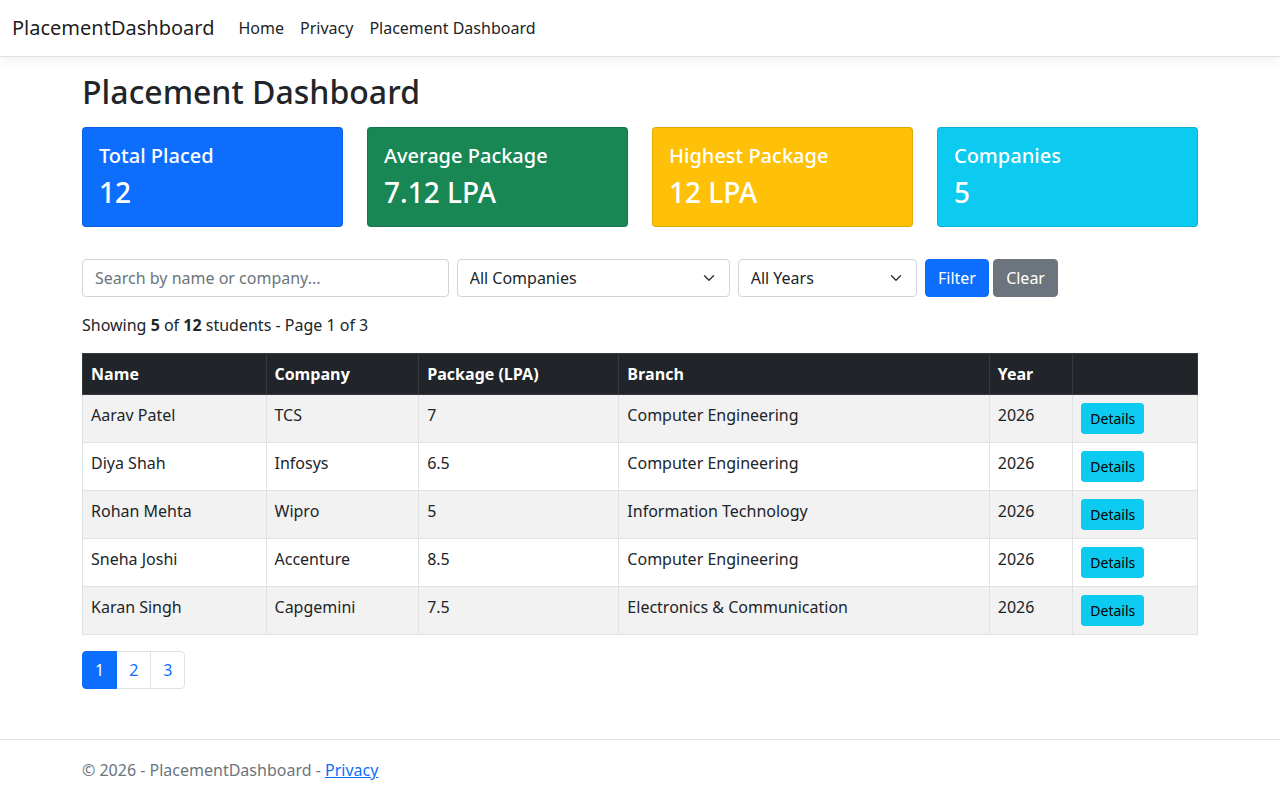 PlacementDashboard Home Privacy Placement Dashboard
Placement Dashboard
Total Placed
12
Average Package
7.12 LPA
Highest Package
12 LPA
Companies
5
Search by name or company... All Companies All Years Filter Clear
Showing 5 of 12 students - Page 1 of 3
Name Company Package (LPA) Branch Year
Aarav Patel TCS 7 Computer Engineering 2026 Details
Diya Shah Infosys 6.5 Computer Engineering 2026 Details
Rohan Mehta Wipro 5 Information Technology 2026 Details
Sneha Joshi Accenture 8.5 Computer Engineering 2026 Details
Karan Singh Capgemini 7.5 Electronics & Communication 2026 Details
1 2 3
© 2026 - PlacementDashboard - Privacy